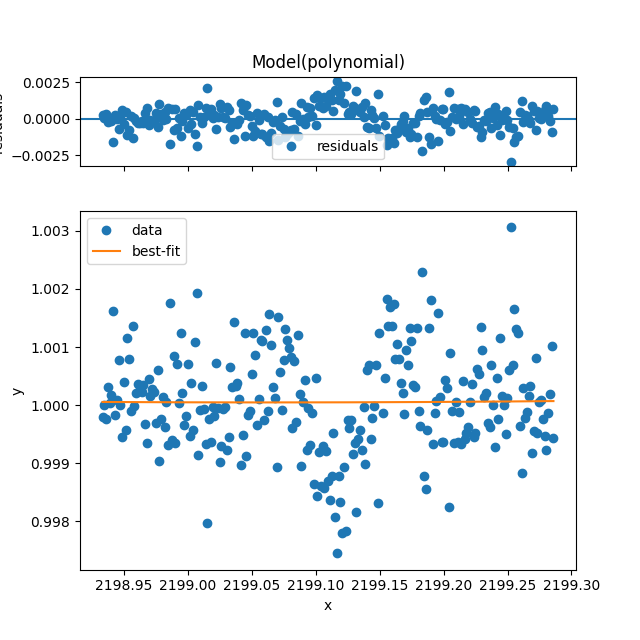 Model(polynomial)
0.0025
0.0000
−0.0025
residuals
residuals
1.003
1.002
1.001
1.000
0.999
0.998
y
data
best-fit
2198.95 2199.00 2199.05 2199.10 2199.15 2199.20 2199.25 2199.30
x